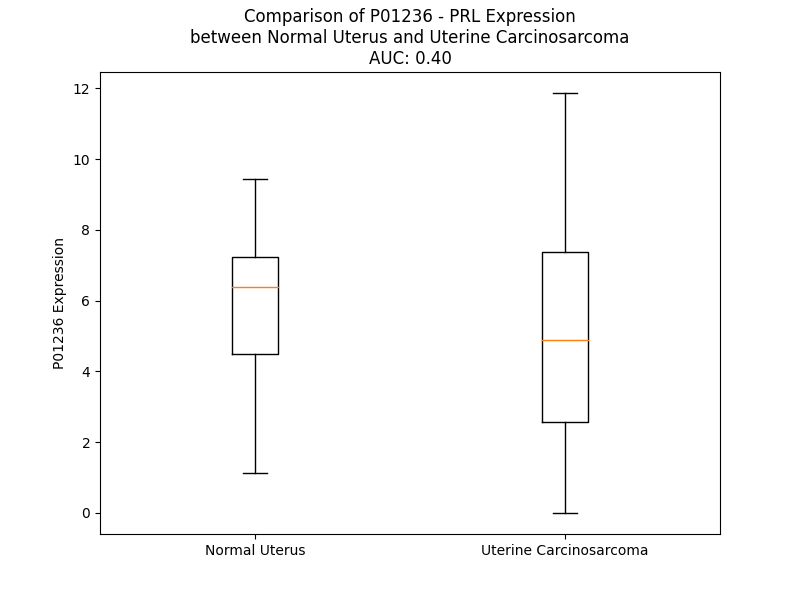 Comparison of P01236 - PRL Expression
between Normal Uterus and Uterine Carcinosarcoma
AUC: 0.40
12
10
8
6
4
2
0
P01236 Expression
Normal Uterus
Uterine Carcinosarcoma